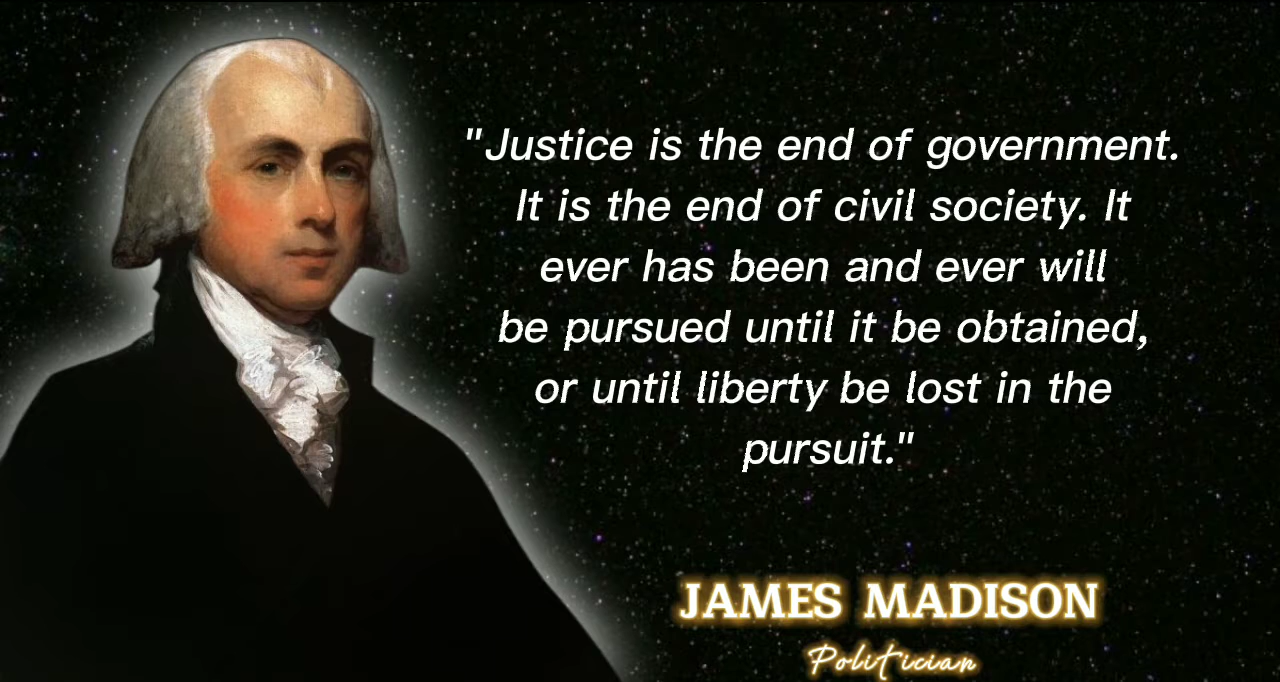 "Justice is the end of government.
It is the end of civil society. It
ever has been and ever will
be pursued until it be obtained,
or until liberty be lost in the
pursuit."
JAMES MADISON
Politician